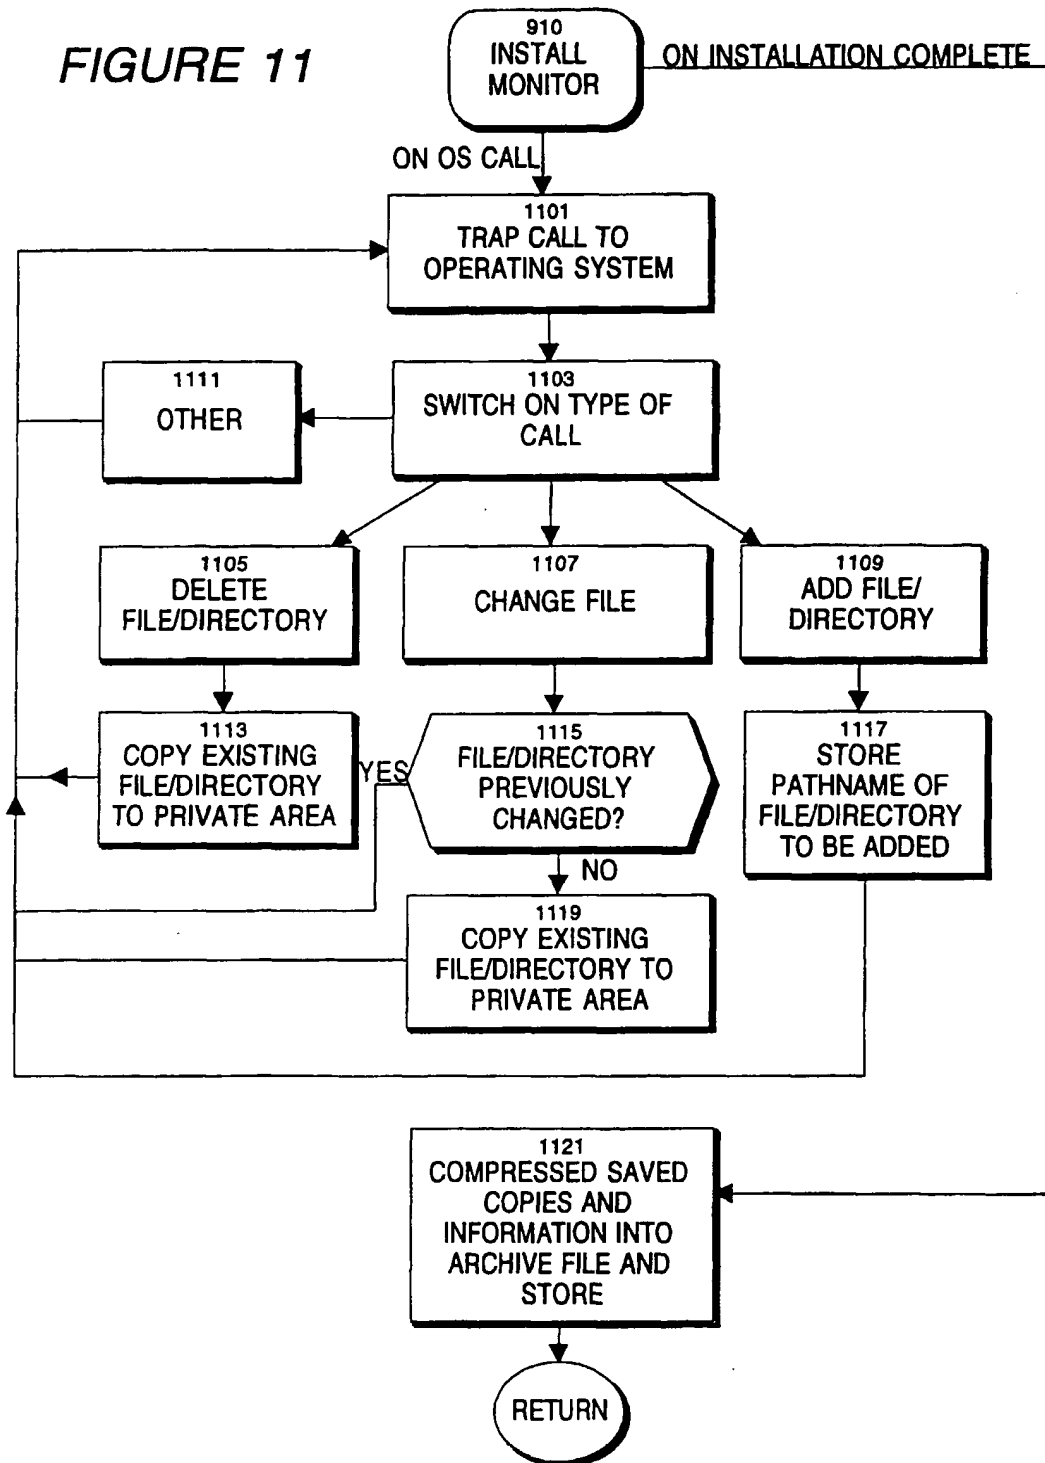 FIGURE 11
910
INSTALL
MONITOR
ON INSTALLATION COMPLETE
ON OS CALL
1101
TRAP CALL TO
OPERATING SYSTEM
1111
OTHER
1103
SWITCH ON TYPE OF
CALL
1105
DELETE
FILE/DIRECTORY
1107
CHANGE FILE
1109
ADD FILE/
DIRECTORY
1113
COPY EXISTING
FILE/DIRECTORY
TO PRIVATE AREA
YES
1115
FILE/DIRECTORY
PREVIOUSLY
CHANGED?
1117
STORE
PATHNAME OF
FILE/DIRECTORY
TO BE ADDED
NO
1119
COPY EXISTING
FILE/DIRECTORY TO
PRIVATE AREA
1121
COMPRESSED SAVED
COPIES AND
INFORMATION INTO
ARCHIVE FILE AND
STORE
RETURN